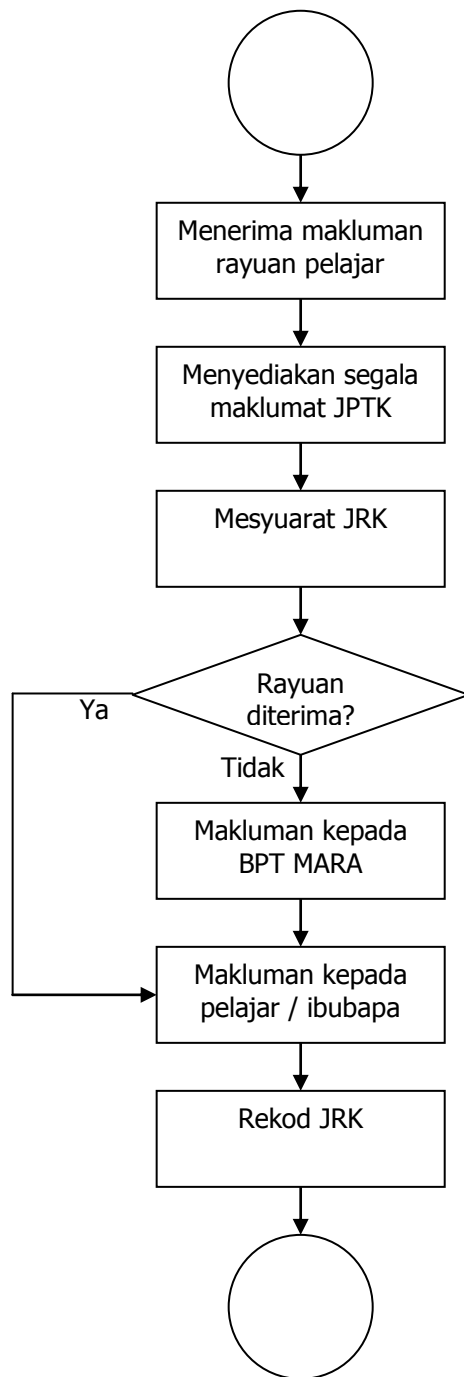 Menerima makluman
rayuan pelajar
Menyediakan segala
maklumat JPTK
Mesyuarat JRK
Rayuan
diterima?
Ya
Tidak
Makluman kepada
BPT MARA
Makluman kepada
pelajar / ibubapa
Rekod JRK